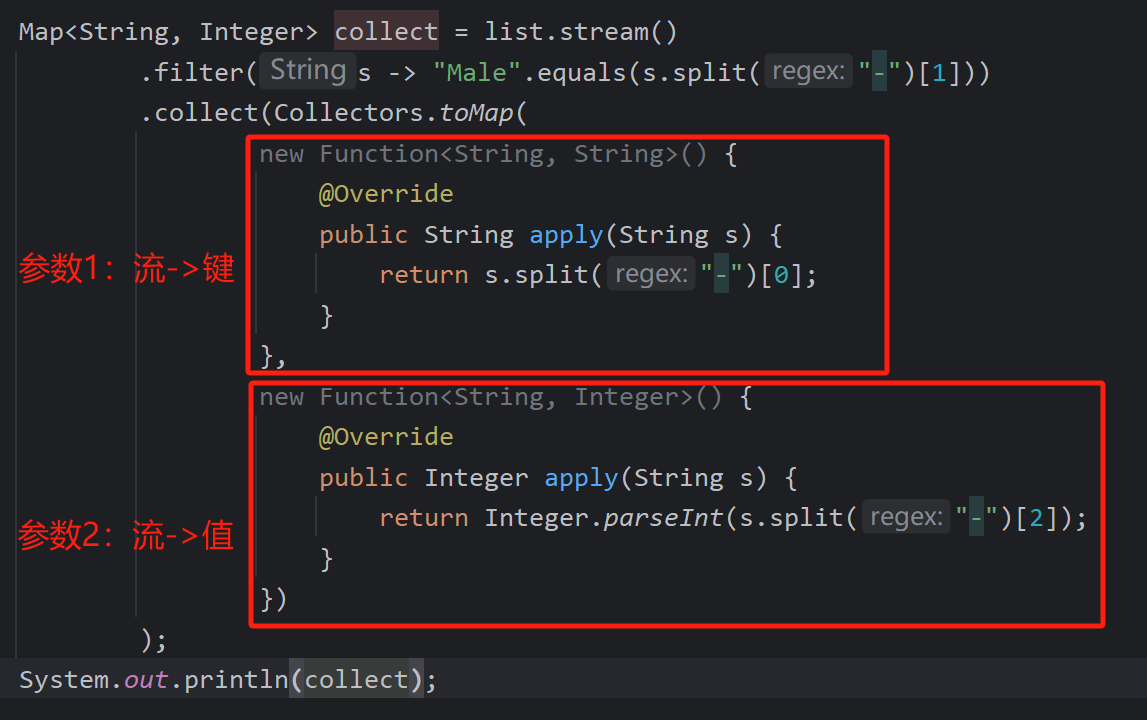 Map<String, Integer> collect = list.stream()
.filter( String s -> "Male".equals(s.split( regex: "-")[1]))
.collect(Collectors.toMap(
new Function<String, String>() {
@Override
public String apply(String s) {
参数1：流->键
return s.split( regex: "-")[0];
}
},
new Function<String, Integer>() {
@Override
public Integer apply(String s) {
参数2：流->值
return Integer.parseInt(s.split( regex: "-")[2]);
}
})
);
System.out.println(collect);